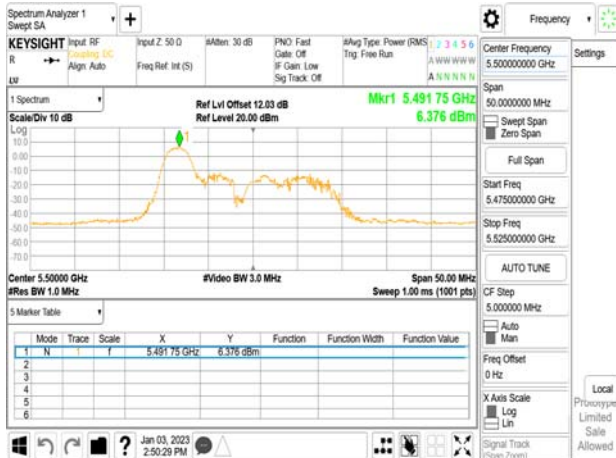 Spectrum Analyzer 1
Swept SA
+
Frequency
KEYSIGHT
Input: RF
Coupling: DC
Align: Auto
Input Z: 50 Ω
Freq Ref: Int (S)
#Atten: 30 dB
PNO: Fast
Gate: Off
IF Gain: Low
Sig Track: Off
#Avg Type: Power (RMS
Trig: Free Run
1 2 3 4 5 6
A W W W W W
A N N N N N
R
1 Spectrum
Scale/Div 10 dB
Ref Lvl Offset 12.03 dB
Ref Level 20.00 dBm
Mkr1 5.491 75 GHz
6.376 dBm
Log
10.0
0.00
-10.0
-20.0
-30.0
-40.0
-50.0
-60.0
-70.0
1
Center 5.50000 GHz
#Res BW 1.0 MHz
#Video BW 3.0 MHz
Span 50.00 MHz
Sweep 1.00 ms (1001 pts)
5 Marker Table
Mode Trace Scale X Y Function Function Width Function Value
1 N 1 f 5.491 75 GHz 6.376 dBm
2
3
4
5
6
Jan 03, 2023
2:50:29 PM
?
Center Frequency
5.500000000 GHz
Settings
Span
50.0000000 MHz
Swept Span
Zero Span
Full Span
Start Freq
5.475000000 GHz
Stop Freq
5.525000000 GHz
AUTO TUNE
CF Step
5.000000 MHz
Auto
Man
Freq Offset
0 Hz
X Axis Scale
Log
Lin
Signal Track
(Span Zoom)
Local
Prototype
Limited
Sale
Allowed